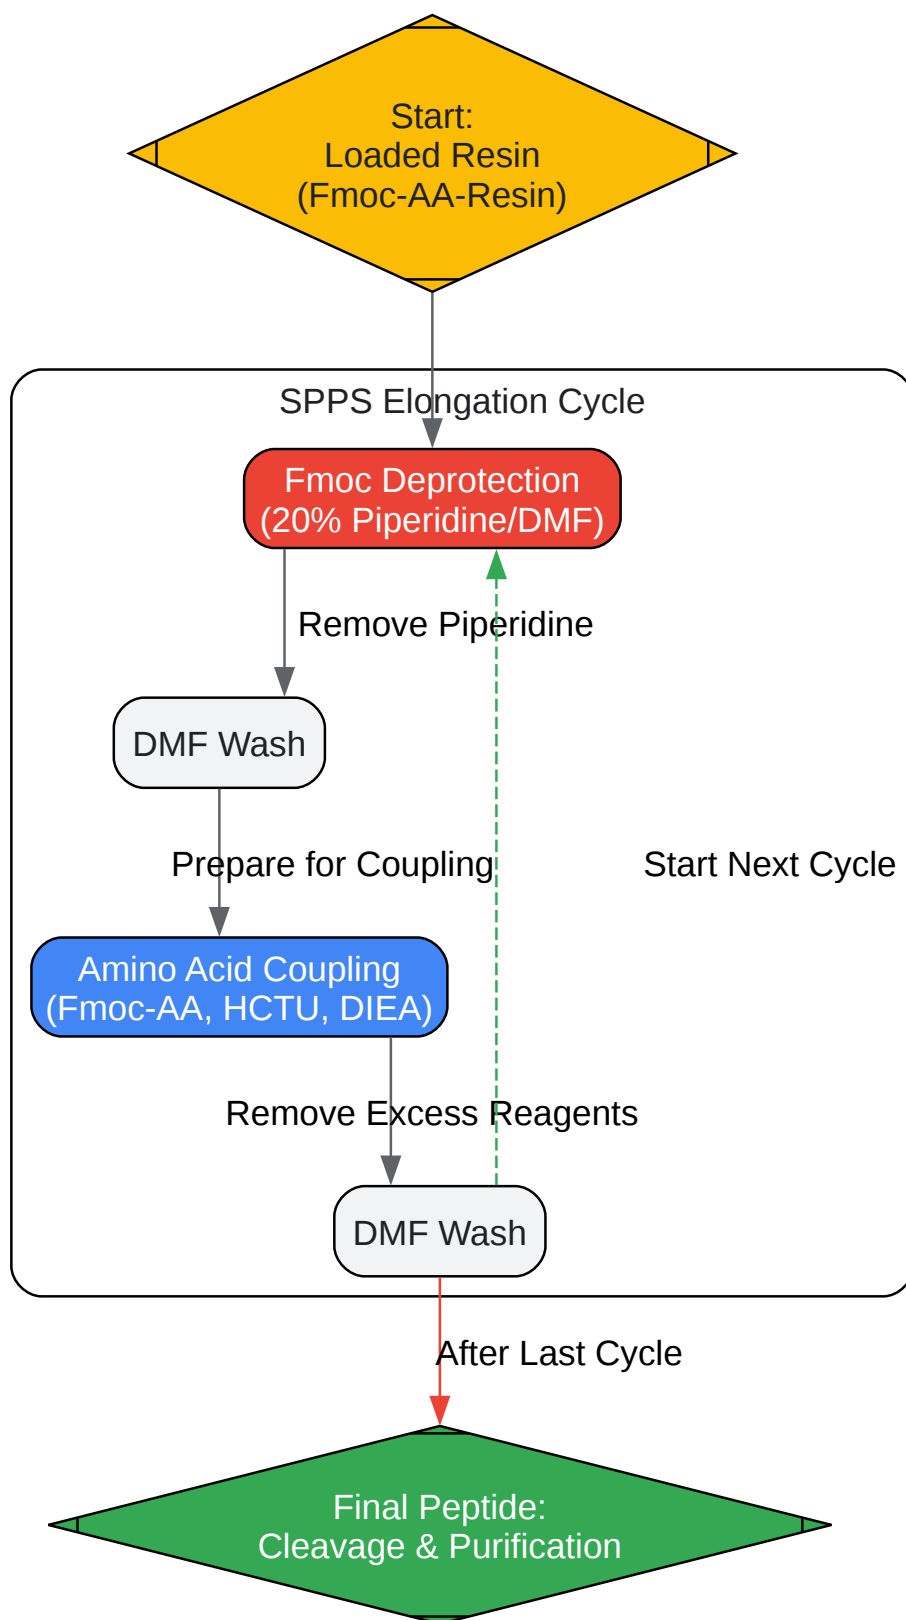 Start:
Loaded Resin
(Fmoc-AA-Resin)
SPPS Elongation Cycle
Fmoc Deprotection
(20% Piperidine/DMF)
Remove Piperidine
DMF Wash
Prepare for Coupling
Start Next Cycle
Amino Acid Coupling
(Fmoc-AA, HCTU, DIEA)
Remove Excess Reagents
DMF Wash
After Last Cycle
Final Peptide:
Cleavage & Purification